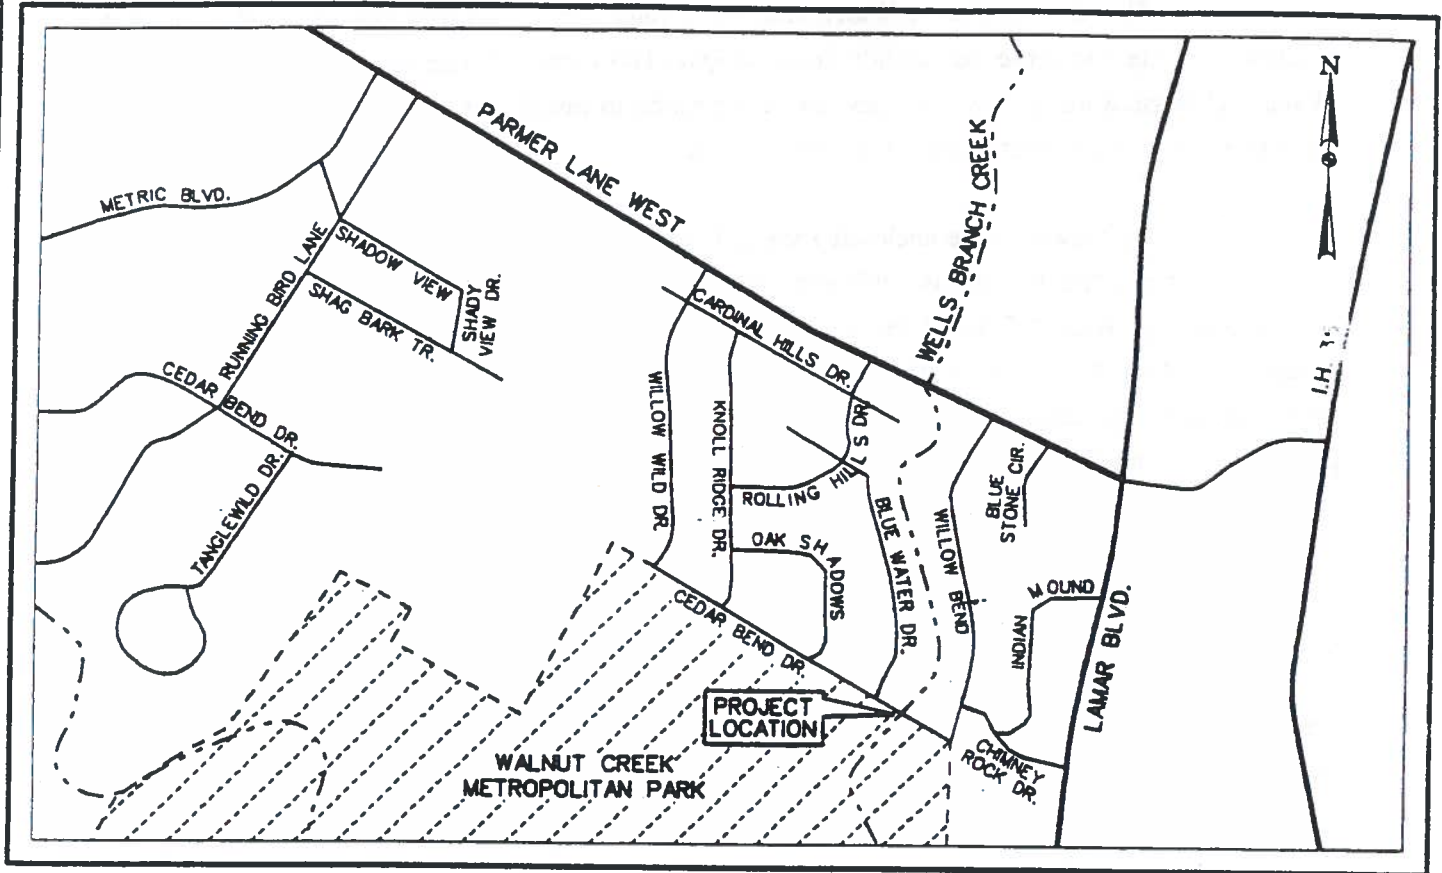 N
PARMER LANE WEST
METRIC BLVD.
WELLS BRANCH CREEK
RUNNING BIRD LANE
SHADOW VIEW
SHADY
VIEW DR.
SHAG BARK TR.
CARDINAL HILLS DR.
I.H. 35
CEDAR BEND DR.
WILLOW WILD DR.
KNOLL RIDGE DR.
ROLLING HILLS DR.
TANGLEWILD DR.
BLUE
STONE CIR.
OAK SHADOWS
BLUE WATER DR.
WILLOW BEND
INDIAN MOUND
LAMAR BLVD.
CEDAR BEND DR.
PROJECT
LOCATION
CHIMNEY
ROCK DR.
WALNUT CREEK
METROPOLITAN PARK